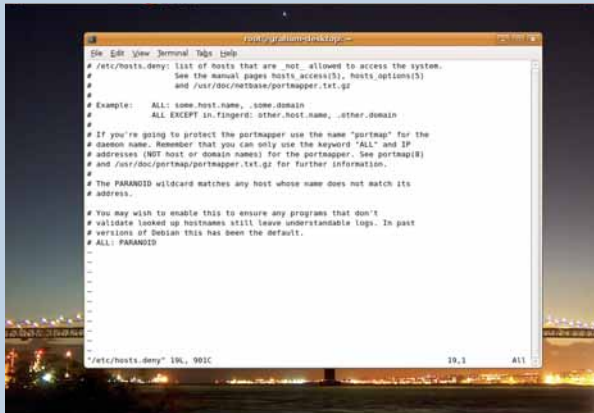 root@graham-desktop: ~
File Edit View Terminal Tabs Help
# /etc/hosts.deny: list of hosts that are _not_ allowed to access the system.
# See the manual pages hosts_access(5), hosts_options(5)
# and /usr/doc/netbase/portmapper.txt.gz
#
# Example: ALL: some.host.name, .some.domain
# ALL EXCEPT in.fingerd: other.host.name, .other.domain
#
# If you're going to protect the portmapper use the name "portmap" for the
# daemon name. Remember that you can only use the keyword "ALL" and IP
# addresses (NOT host or domain names) for the portmapper. See portmap(8)
# and /usr/doc/portmap/portmapper.txt.gz for further information.
#
# The PARANOID wildcard matches any host whose name does not match its
# address.

# You may wish to enable this to ensure any programs that don't
# validate looked up hostnames still leave understandable logs. In past
# versions of Debian this has been the default.
# ALL: PARANOID
~
~
~
~
~
~
~
~
~
~
"/etc/hosts.deny" 19L, 901C 19,1 All